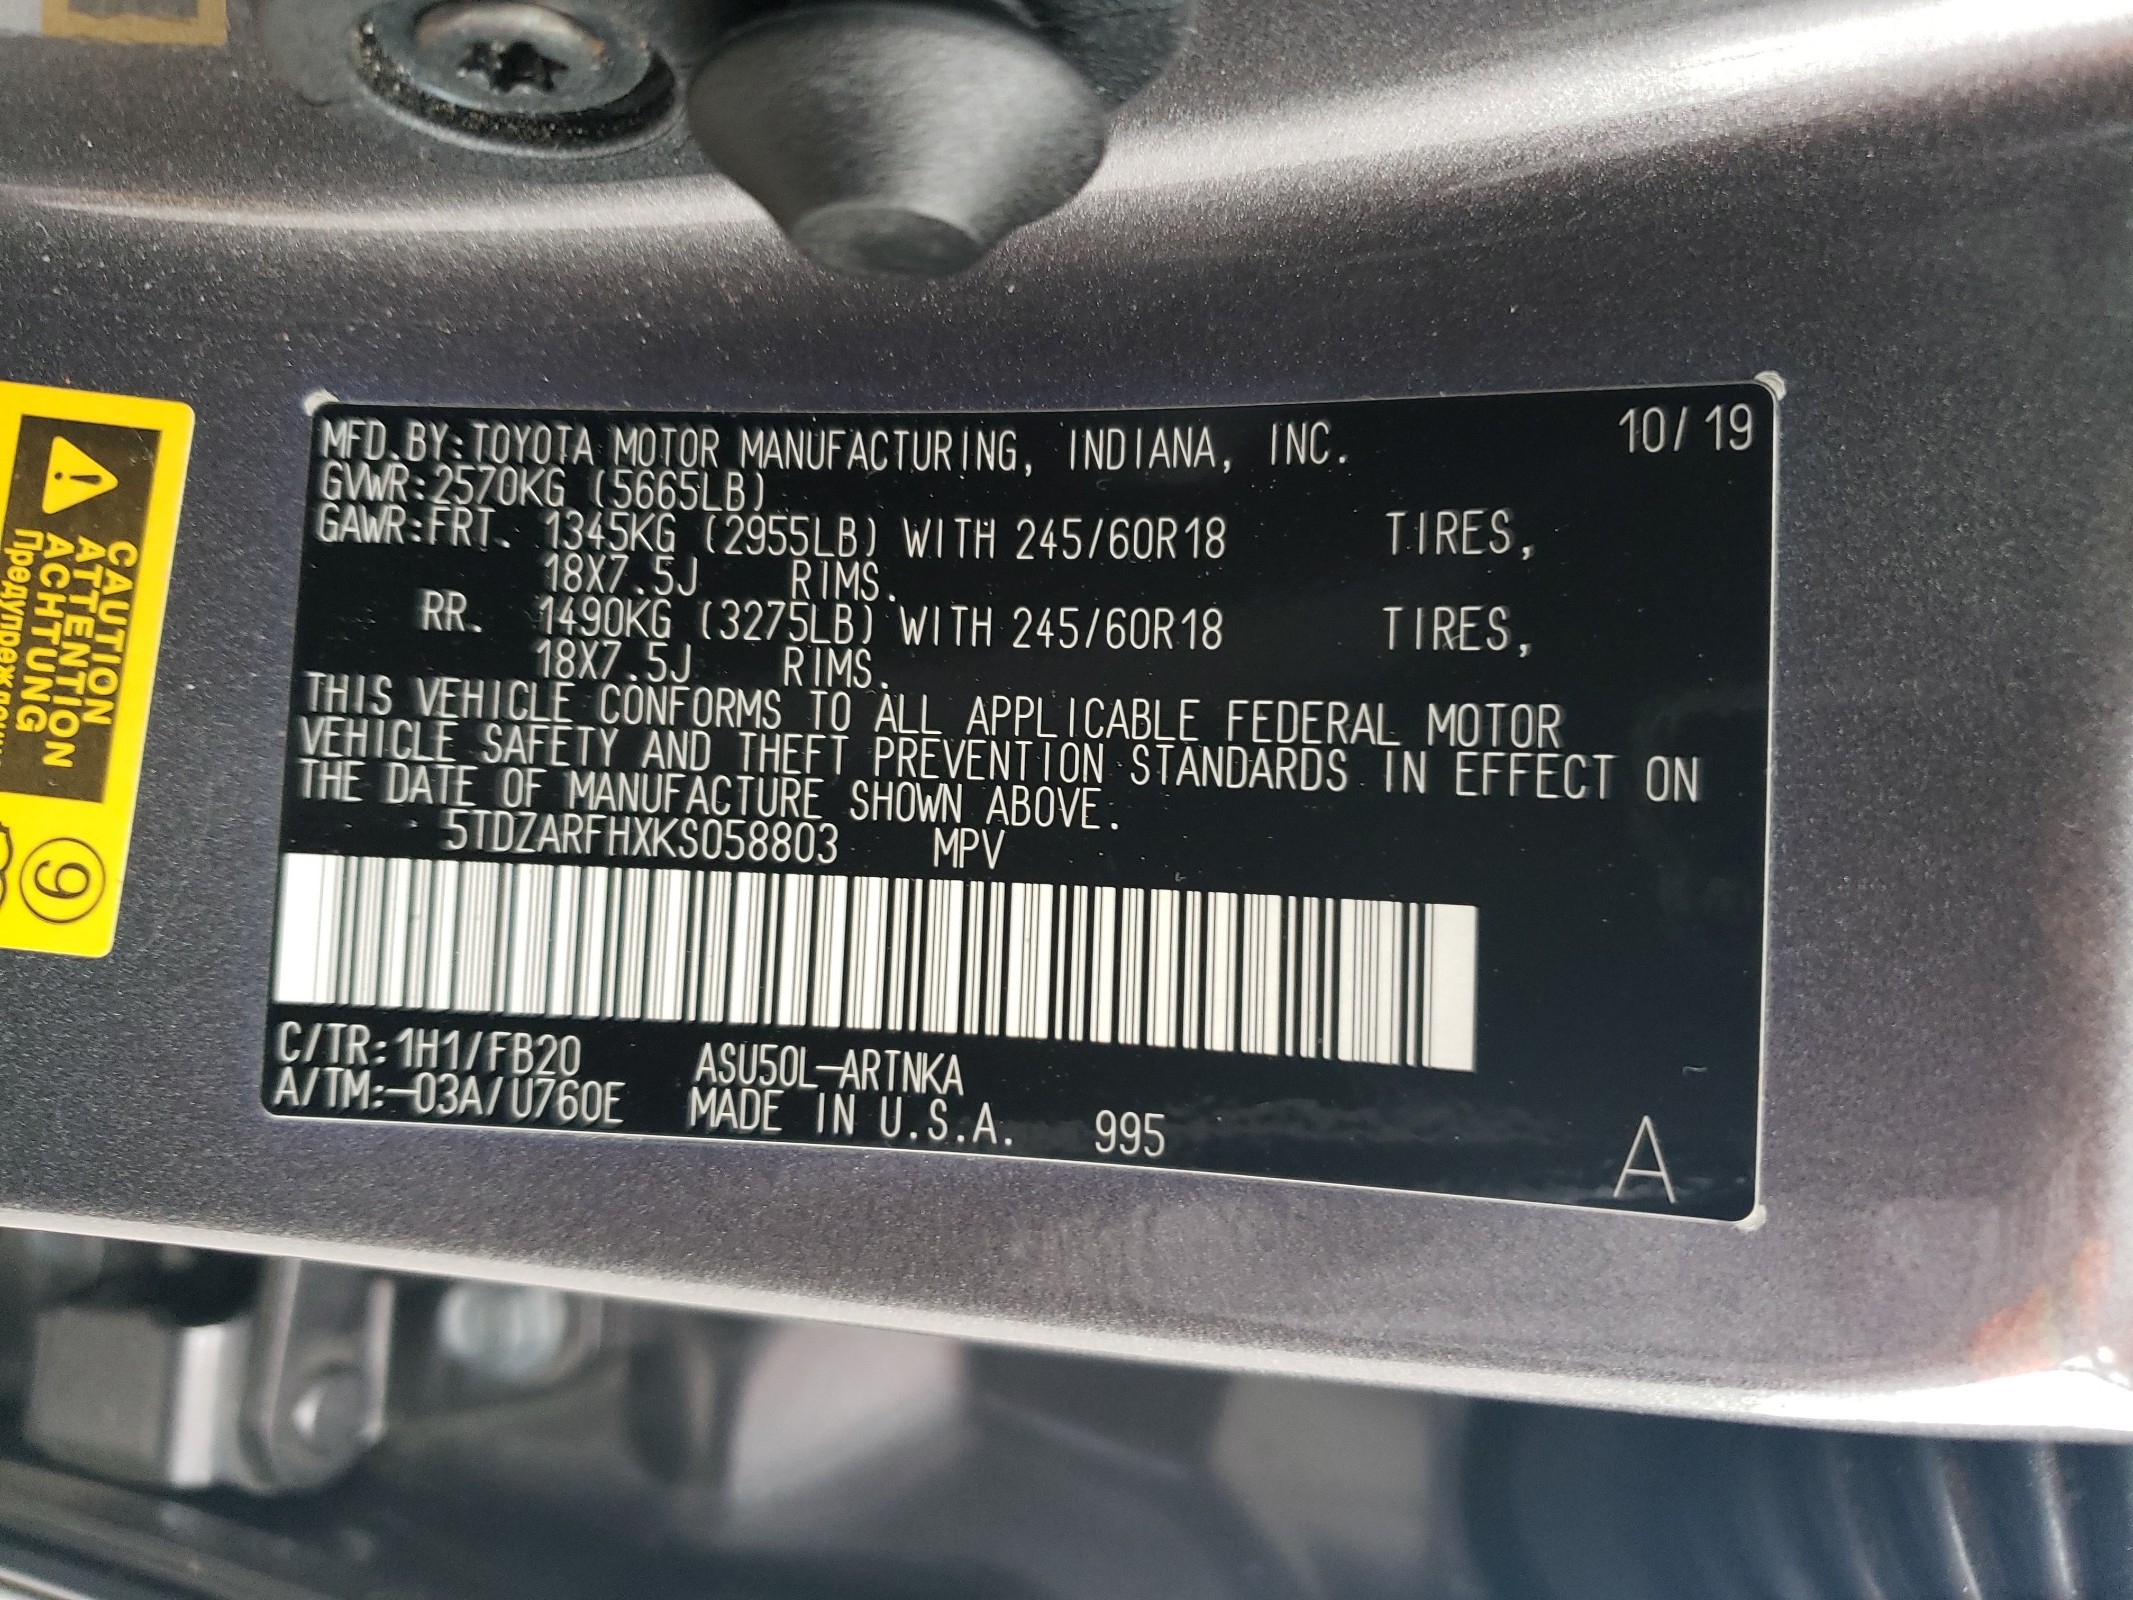 MFD.BY:TOYOTA MOTOR MANUFACTURING, INDIANA, INC. 10/19
GVWR:2570KG (5665LB)
GAWR:FRT. 1345KG (2955LB) WITH 245/60R18 TIRES,
18X7.5J RIMS.
RR. 1490KG (3275LB) WITH 245/60R18 TIRES,
18X7.5J RIMS.
THIS VEHICLE CONFORMS TO ALL APPLICABLE FEDERAL MOTOR
VEHICLE SAFETY AND THEFT PREVENTION STANDARDS IN EFFECT ON
THE DATE OF MANUFACTURE SHOWN ABOVE.
5TDZARFHXKS058803 MPV
C/TR:1H1/FB20 ASU50L-ARTNKA
A/TM:-03A/U760E MADE IN U.S.A. 995
A
CAUTION
ATTENTION
ACHTUNG
9